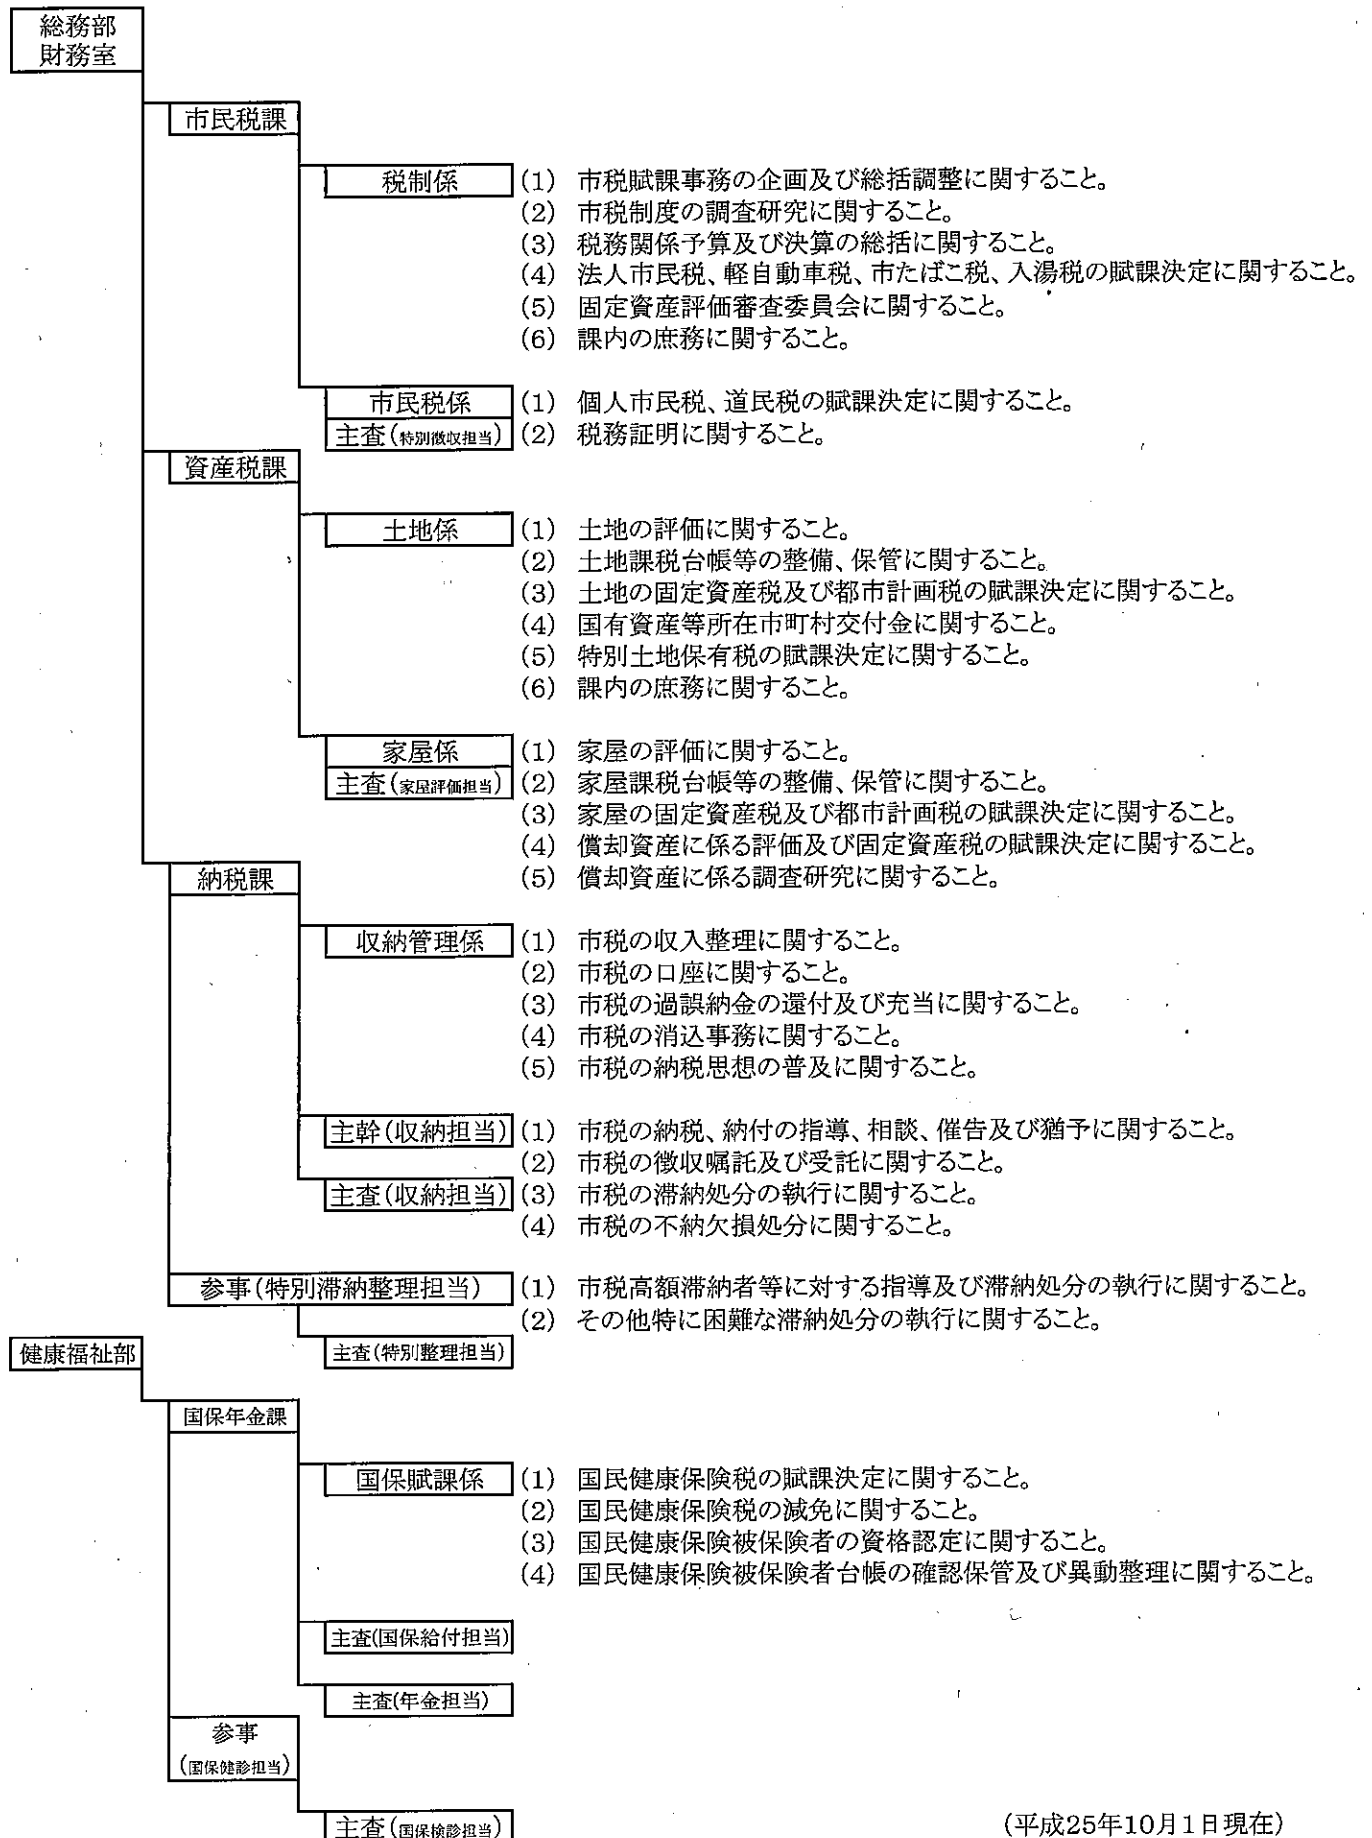 総務部
財務室
市民税課
税制係 (1) 市税賦課事務の企画及び総括調整に関すること。
(2) 市税制度の調査研究に関すること。
(3) 税務関係予算及び決算の総括に関すること。
(4) 法人市民税、軽自動車税、市たばこ税、入湯税の賦課決定に関すること。
(5) 固定資産評価審査委員会に関すること。
(6) 課内の庶務に関すること。
市民税係 (1) 個人市民税、道民税の賦課決定に関すること。
主査(特別徴収担当) (2) 税務証明に関すること。
資産税課
土地係 (1) 土地の評価に関すること。
(2) 土地課税台帳等の整備、保管に関すること。
(3) 土地の固定資産税及び都市計画税の賦課決定に関すること。
(4) 国有資産等所在市町村交付金に関すること。
(5) 特別土地保有税の賦課決定に関すること。
(6) 課内の庶務に関すること。
家屋係 (1) 家屋の評価に関すること。
主査(家屋評価担当) (2) 家屋課税台帳等の整備、保管に関すること。
(3) 家屋の固定資産税及び都市計画税の賦課決定に関すること。
(4) 償却資産に係る評価及び固定資産税の賦課決定に関すること。
納税課
(5) 償却資産に係る調査研究に関すること。
収納管理係 (1) 市税の収入整理に関すること。
(2) 市税の口座に関すること。
(3) 市税の過誤納金の還付及び充当に関すること。
(4) 市税の消込事務に関すること。
(5) 市税の納税思想の普及に関すること。
主幹(収納担当) (1) 市税の納税、納付の指導、相談、催告及び猶予に関すること。
(2) 市税の徴収嘱託及び受託に関すること。
主査(収納担当) (3) 市税の滞納処分の執行に関すること。
(4) 市税の不納欠損処分に関すること。
参事(特別滞納整理担当) (1) 市税高額滞納者等に対する指導及び滞納処分の執行に関すること。
(2) その他特に困難な滞納処分の執行に関すること。
健康福祉部
主査(特別整理担当)
国保年金課
国保賦課係 (1) 国民健康保険税の賦課決定に関すること。
(2) 国民健康保険税の減免に関すること。
(3) 国民健康保険被保険者の資格認定に関すること。
(4) 国民健康保険被保険者台帳の確認保管及び異動整理に関すること。
主査(国保給付担当)
主査(年金担当)
参事
(国保健診担当)
主査(国保検診担当)
(平成25年10月1日現在)